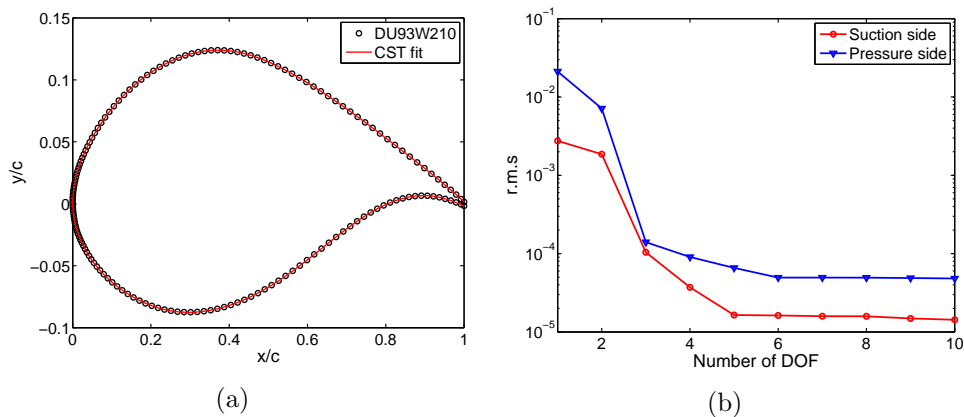 0.15
0.1
0.05
0
−0.05
−0.1
y/c
0
0.2
0.4
0.6
0.8
1
x/c
DU93W210
CST fit
(a)
10⁻¹
10⁻²
10⁻³
10⁻⁴
10⁻⁵
r.m.s
2
4
6
8
10
Number of DOF
Suction side
Pressure side
(b)